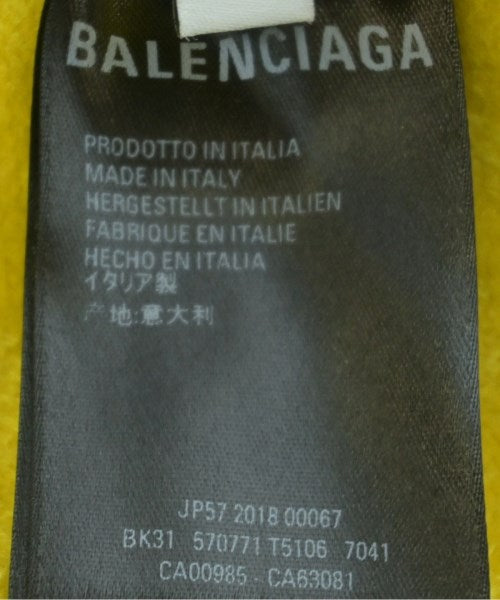 BALENCIAGA
PRODOTTO IN ITALIA
MADE IN ITALY
HERGESTELLT IN ITALIEN
FABRIQUE EN ITALIE
HECHO EN ITALIA
イタリア製
产地:意大利
JP57 2018 00067
BK31 570771 T5106 7041
CA00985 - CA63081